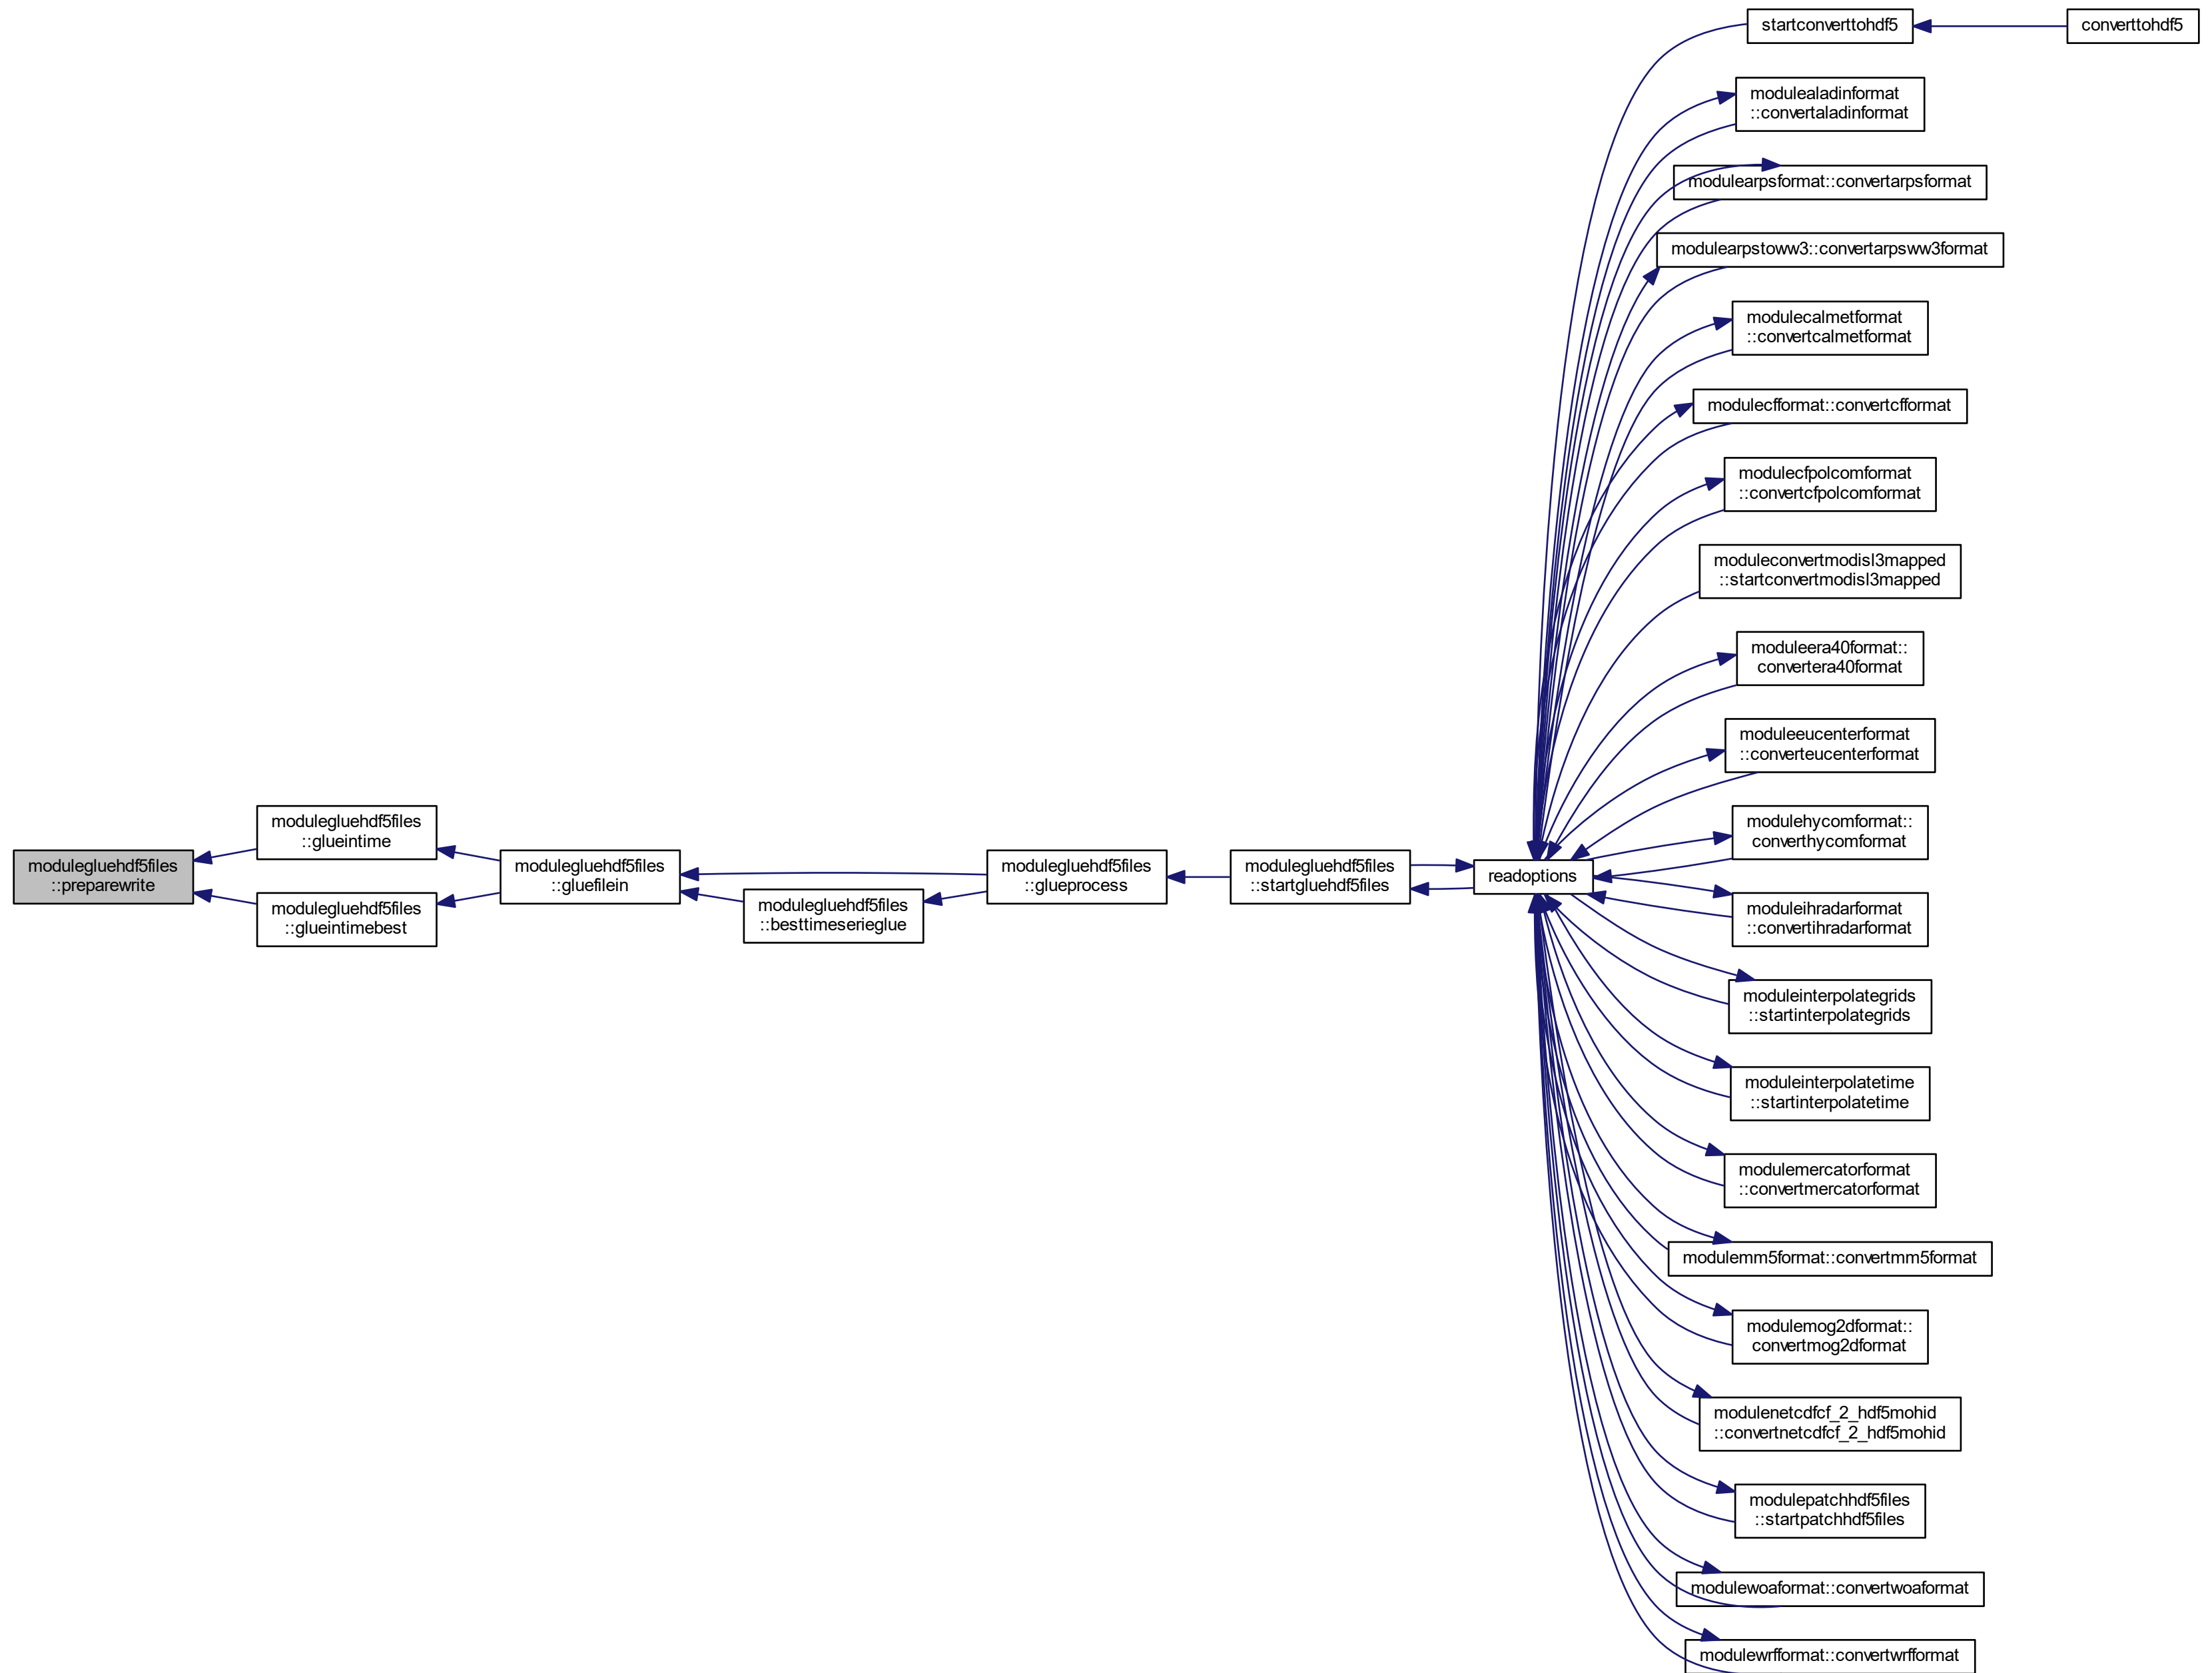 modulegluehdf5files
::preparewrite
modulegluehdf5files
::glueintime
modulegluehdf5files
::glueintimebest
modulegluehdf5files
::gluefilein
modulegluehdf5files
::besttimeserieglue
modulegluehdf5files
::glueprocess
modulegluehdf5files
::startgluehdf5files
readoptions
startconverttohdf5
converttohdf5
modulealadinformat
::convertaladinformat
modulearpsformat::convertarpsformat
modulearpstoww3::convertarpsww3format
modulecalmetformat
::convertcalmetformat
modulecfformat::convertcfformat
modulecfpolcomformat
::convertcfpolcomformat
moduleconvertmodisl3mapped
::startconvertmodisl3mapped
moduleera40format::
convertera40format
moduleeucenterformat
::converteucenterformat
modulehycomformat::
converthycomformat
moduleihradarformat
::convertihradarformat
moduleinterpolategrids
::startinterpolategrids
moduleinterpolatetime
::startinterpolatetime
modulemercatorformat
::convertmercatorformat
modulemm5format::convertmm5format
modulemog2dformat::
convertmog2dformat
modulenetcdfcf_2_hdf5mohid
::convertnetcdfcf_2_hdf5mohid
modulepatchhdf5files
::startpatchhdf5files
modulewoaformat::convertwoaformat
modulewrfformat::convertwrfformat